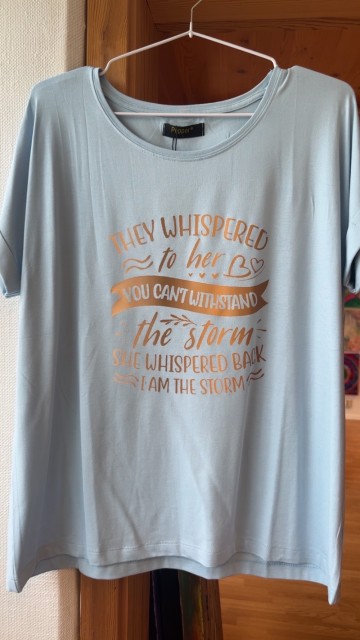 THEY WHISPERED
to her
YOU CAN'T WITHSTAND
the storm
SHE WHISPERED BACK
I AM THE STORM